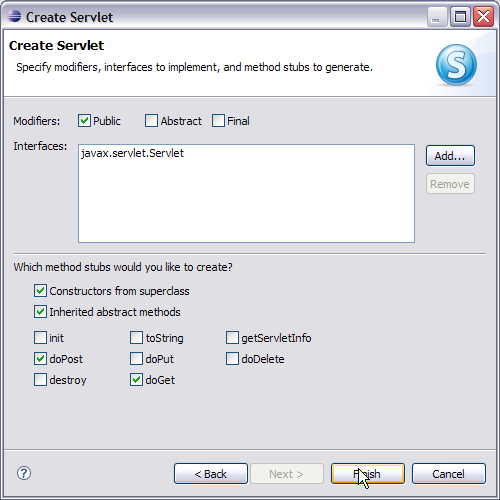 Create Servlet
Create Servlet
Specify modifiers, interfaces to implement, and method stubs to generate.
S
Modifiers: Public Abstract Final
Interfaces: javax.servlet.Servlet
Add...
Remove
Which method stubs would you like to create?
Constructors from superclass
Inherited abstract methods
init toString getServletInfo
doPost doPut doDelete
destroy doGet
? < Back Next > Finish Cancel